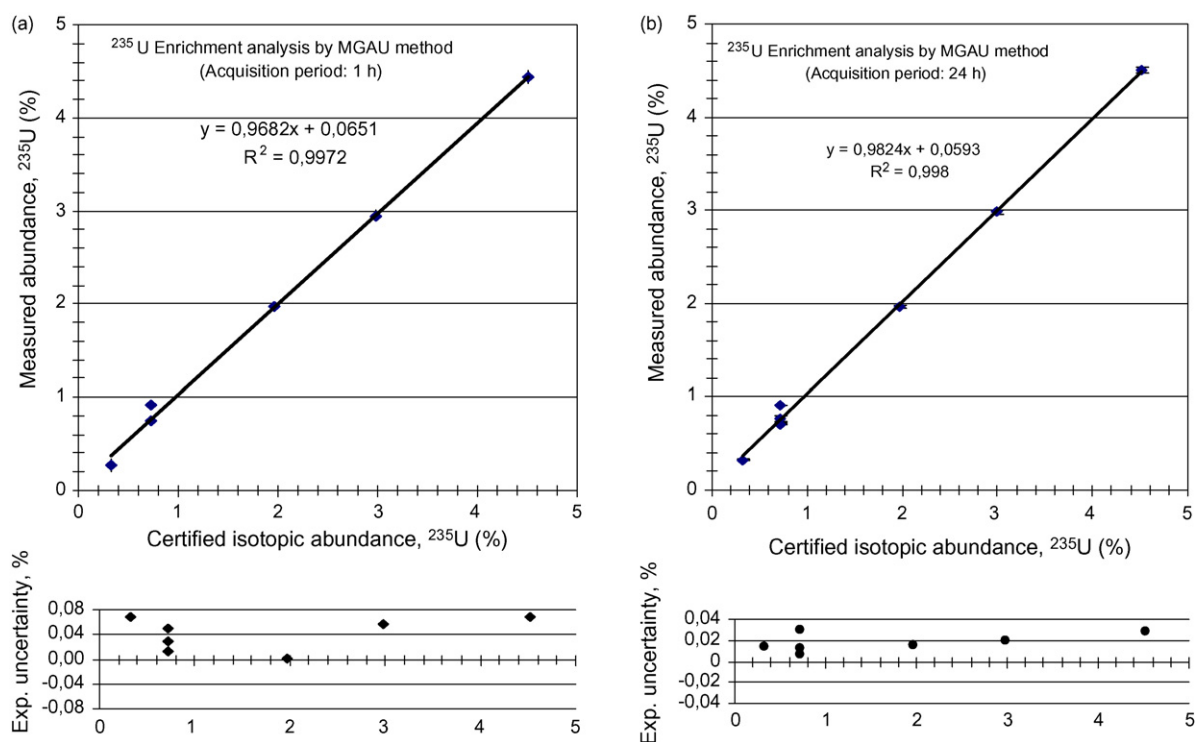 (a)
²³⁵U Enrichment analysis by MGAU method
(Acquisition period: 1 h)
y = 0,9682x + 0,0651
R² = 0,9972
Measured abundance, ²³⁵U (%)
5
4
3
2
1
0
0 1 2 3 4 5
Certified isotopic abundance, ²³⁵U (%)
Exp. uncertainty, %
0,08
0,04
0,00
-0,04
-0,08
0 1 2 3 4 5
(b)
²³⁵U Enrichment analysis by MGAU method
(Acquisition period: 24 h)
y = 0,9824x + 0,0593
R² = 0,998
Measured abundance, ²³⁵U (%)
5
4
3
2
1
0
0 1 2 3 4 5
Certified isotopic abundance, ²³⁵U (%)
Exp. uncertainty, %
0,04
0,02
0
-0,02
-0,04
0 1 2 3 4 5